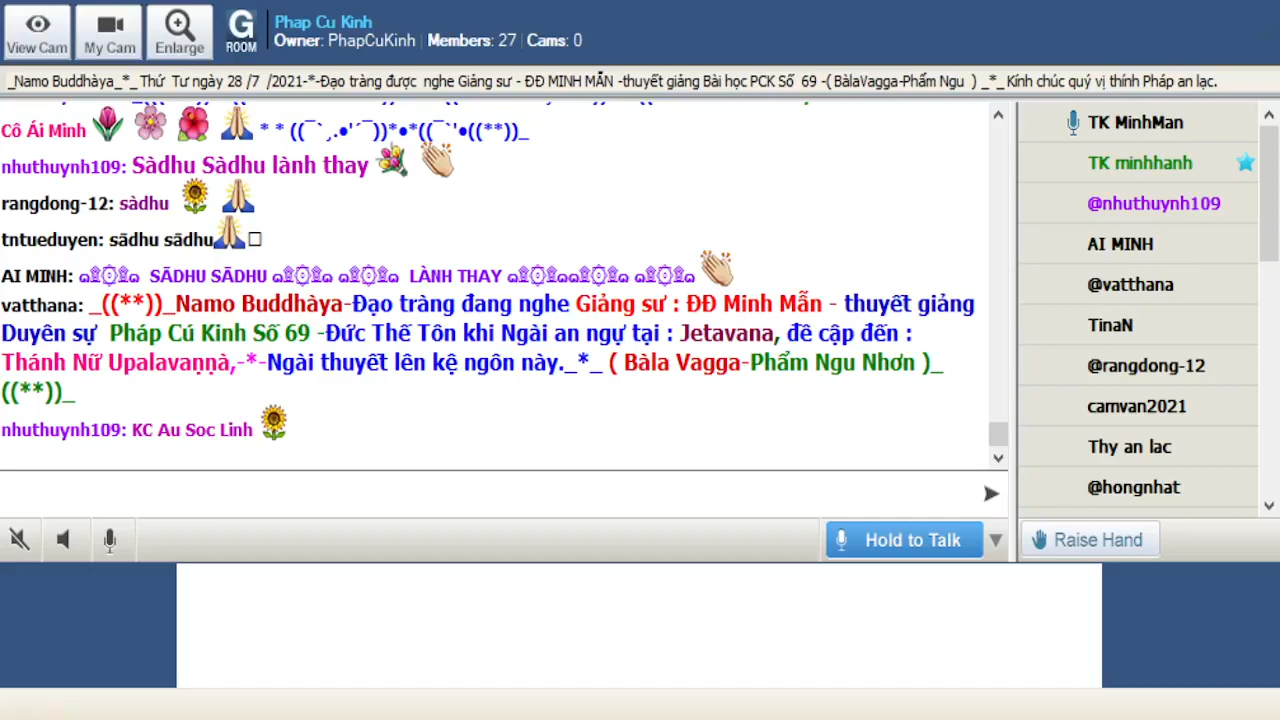 Phap Cu Kinh
Owner: PhapCuKinh | Members: 27 | Cams: 0
View Cam
My Cam
Enlarge
G ROOM
_Namo Buddhàya_*_Thứ Tư ngày 28 /7 /2021-*-Đạo tràng được nghe Giảng sư - ĐĐ MINH MẪN -thuyết giảng Bài học PCK Số 69 -( BàlaVagga-Phẩm Ngu ) _*_Kính chúc quý vị thính Pháp an lạc.
Cô Ái Minh 🌷🌸🌺🙏 * * ((¯`¸.•'´¯))*•*((¯`'•((**))_
nhuthuynh109: Sàdhu Sàdhu lành thay 💐 👏
rangdong-12: sàdhu 🌻 🙏
tntueduyen: sādhu sādhu🙏□
AI MINH: SĀDHU SĀDHU LÀNH THAY 👏
vatthana: _((**))_Namo Buddhàya-Đạo tràng đang nghe Giảng sư : ĐĐ Minh Mẫn - thuyết giảng
Duyên sự Pháp Cú Kinh Số 69 -Đức Thế Tôn khi Ngài an ngự tại : Jetavana, đề cập đến :
Thánh Nữ Upalavaṇṇà,-*-Ngài thuyết lên kệ ngôn này._*_ ( Bàla Vagga-Phẩm Ngu Nhơn )_
((**))_
nhuthuynh109: KC Au Soc Linh 🌻
TK MinhMan
TK minhhanh
@nhuthuynh109
AI MINH
@vatthana
TinaN
@rangdong-12
camvan2021
Thy an lac
@hongnhat
Hold to Talk
Raise Hand